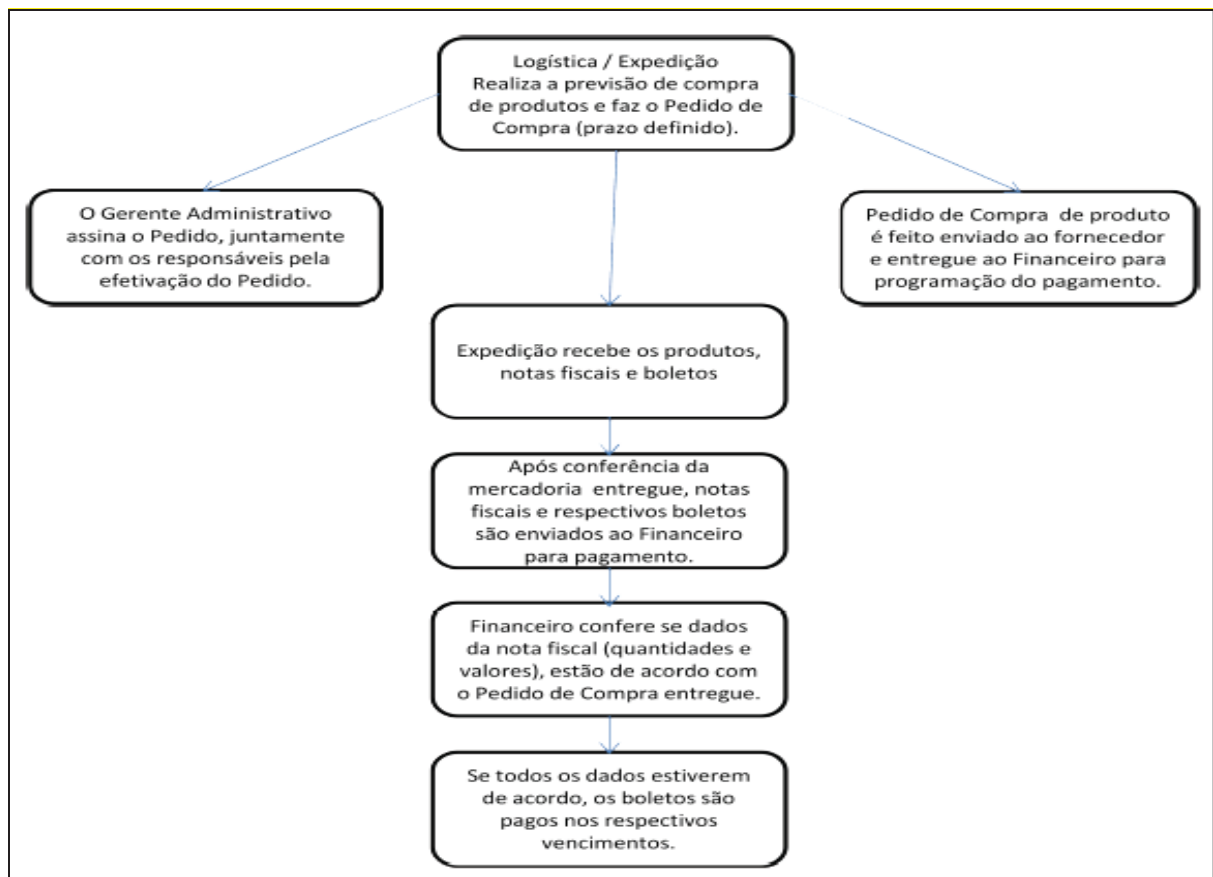 Logística / Expedição
Realiza a previsão de compra
de produtos e faz o Pedido de
Compra (prazo definido).
O Gerente Administrativo
assina o Pedido, juntamente
com os responsáveis pela
efetivação do Pedido.
Pedido de Compra de produto
é feito enviado ao fornecedor
e entregue ao Financeiro para
programação do pagamento.
Expedição recebe os produtos,
notas fiscais e boletos
Após conferência da
mercadoria entregue, notas
fiscais e respectivos boletos
são enviados ao Financeiro
para pagamento.
Financeiro confere se dados
da nota fiscal (quantidades e
valores), estão de acordo com
o Pedido de Compra entregue.
Se todos os dados estiverem
de acordo, os boletos são
pagos nos respectivos
vencimentos.